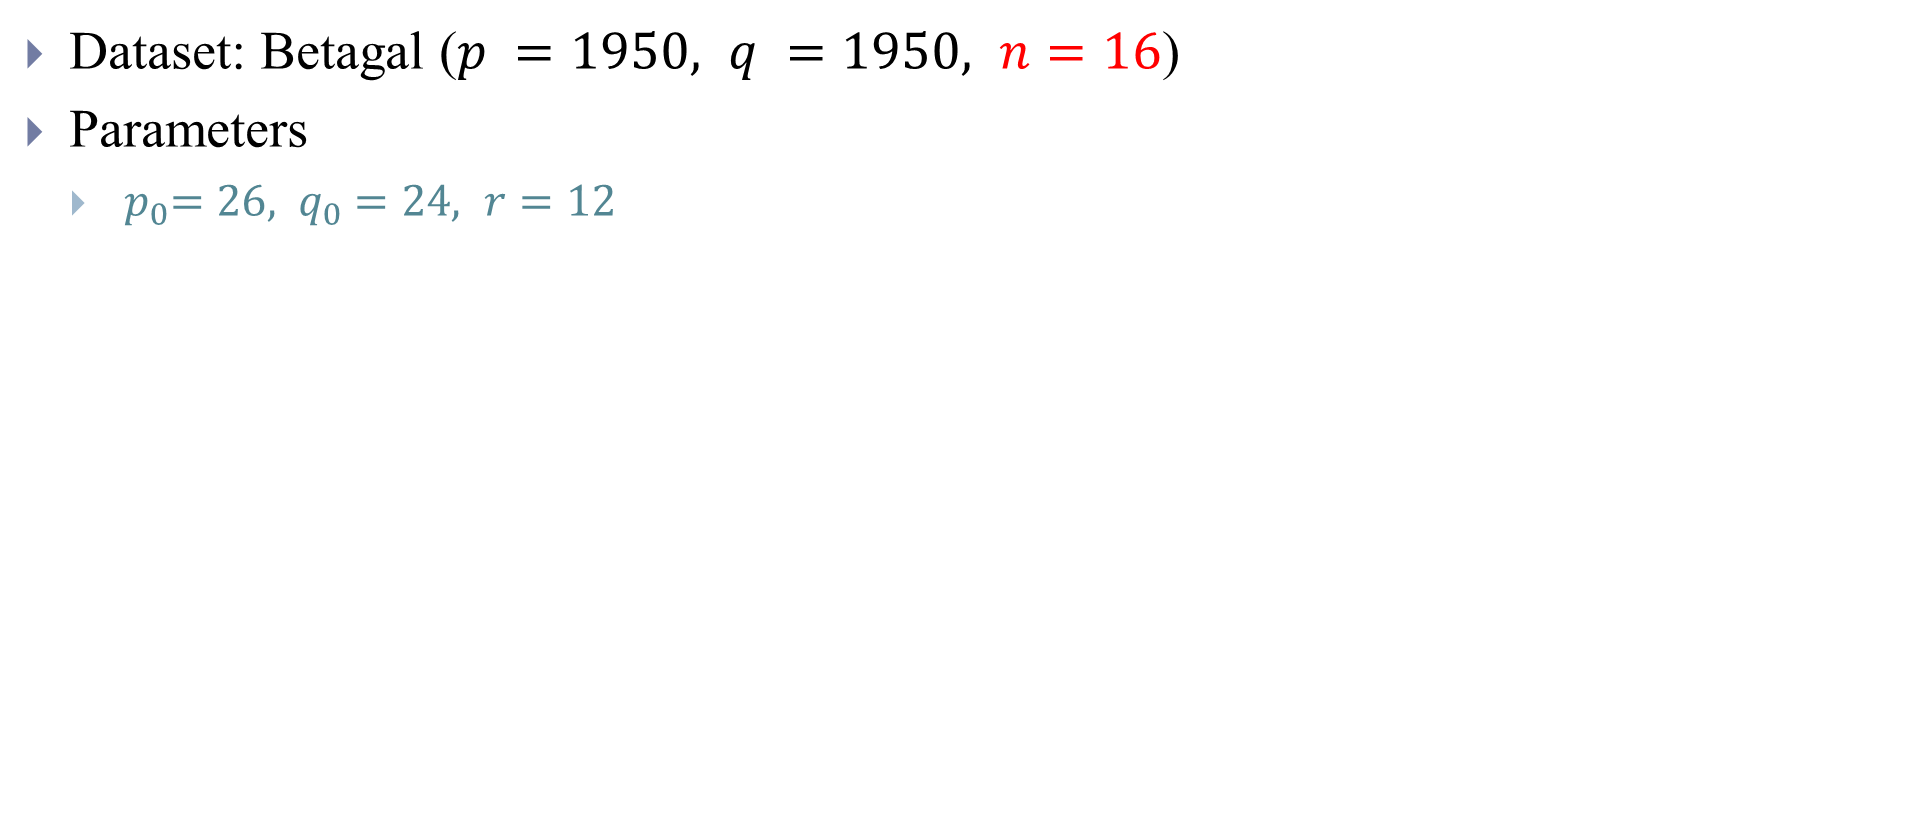 Dataset: Betagal (p = 1950, q = 1950, n = 16)
Parameters
p₀= 26, q₀ = 24, r = 12